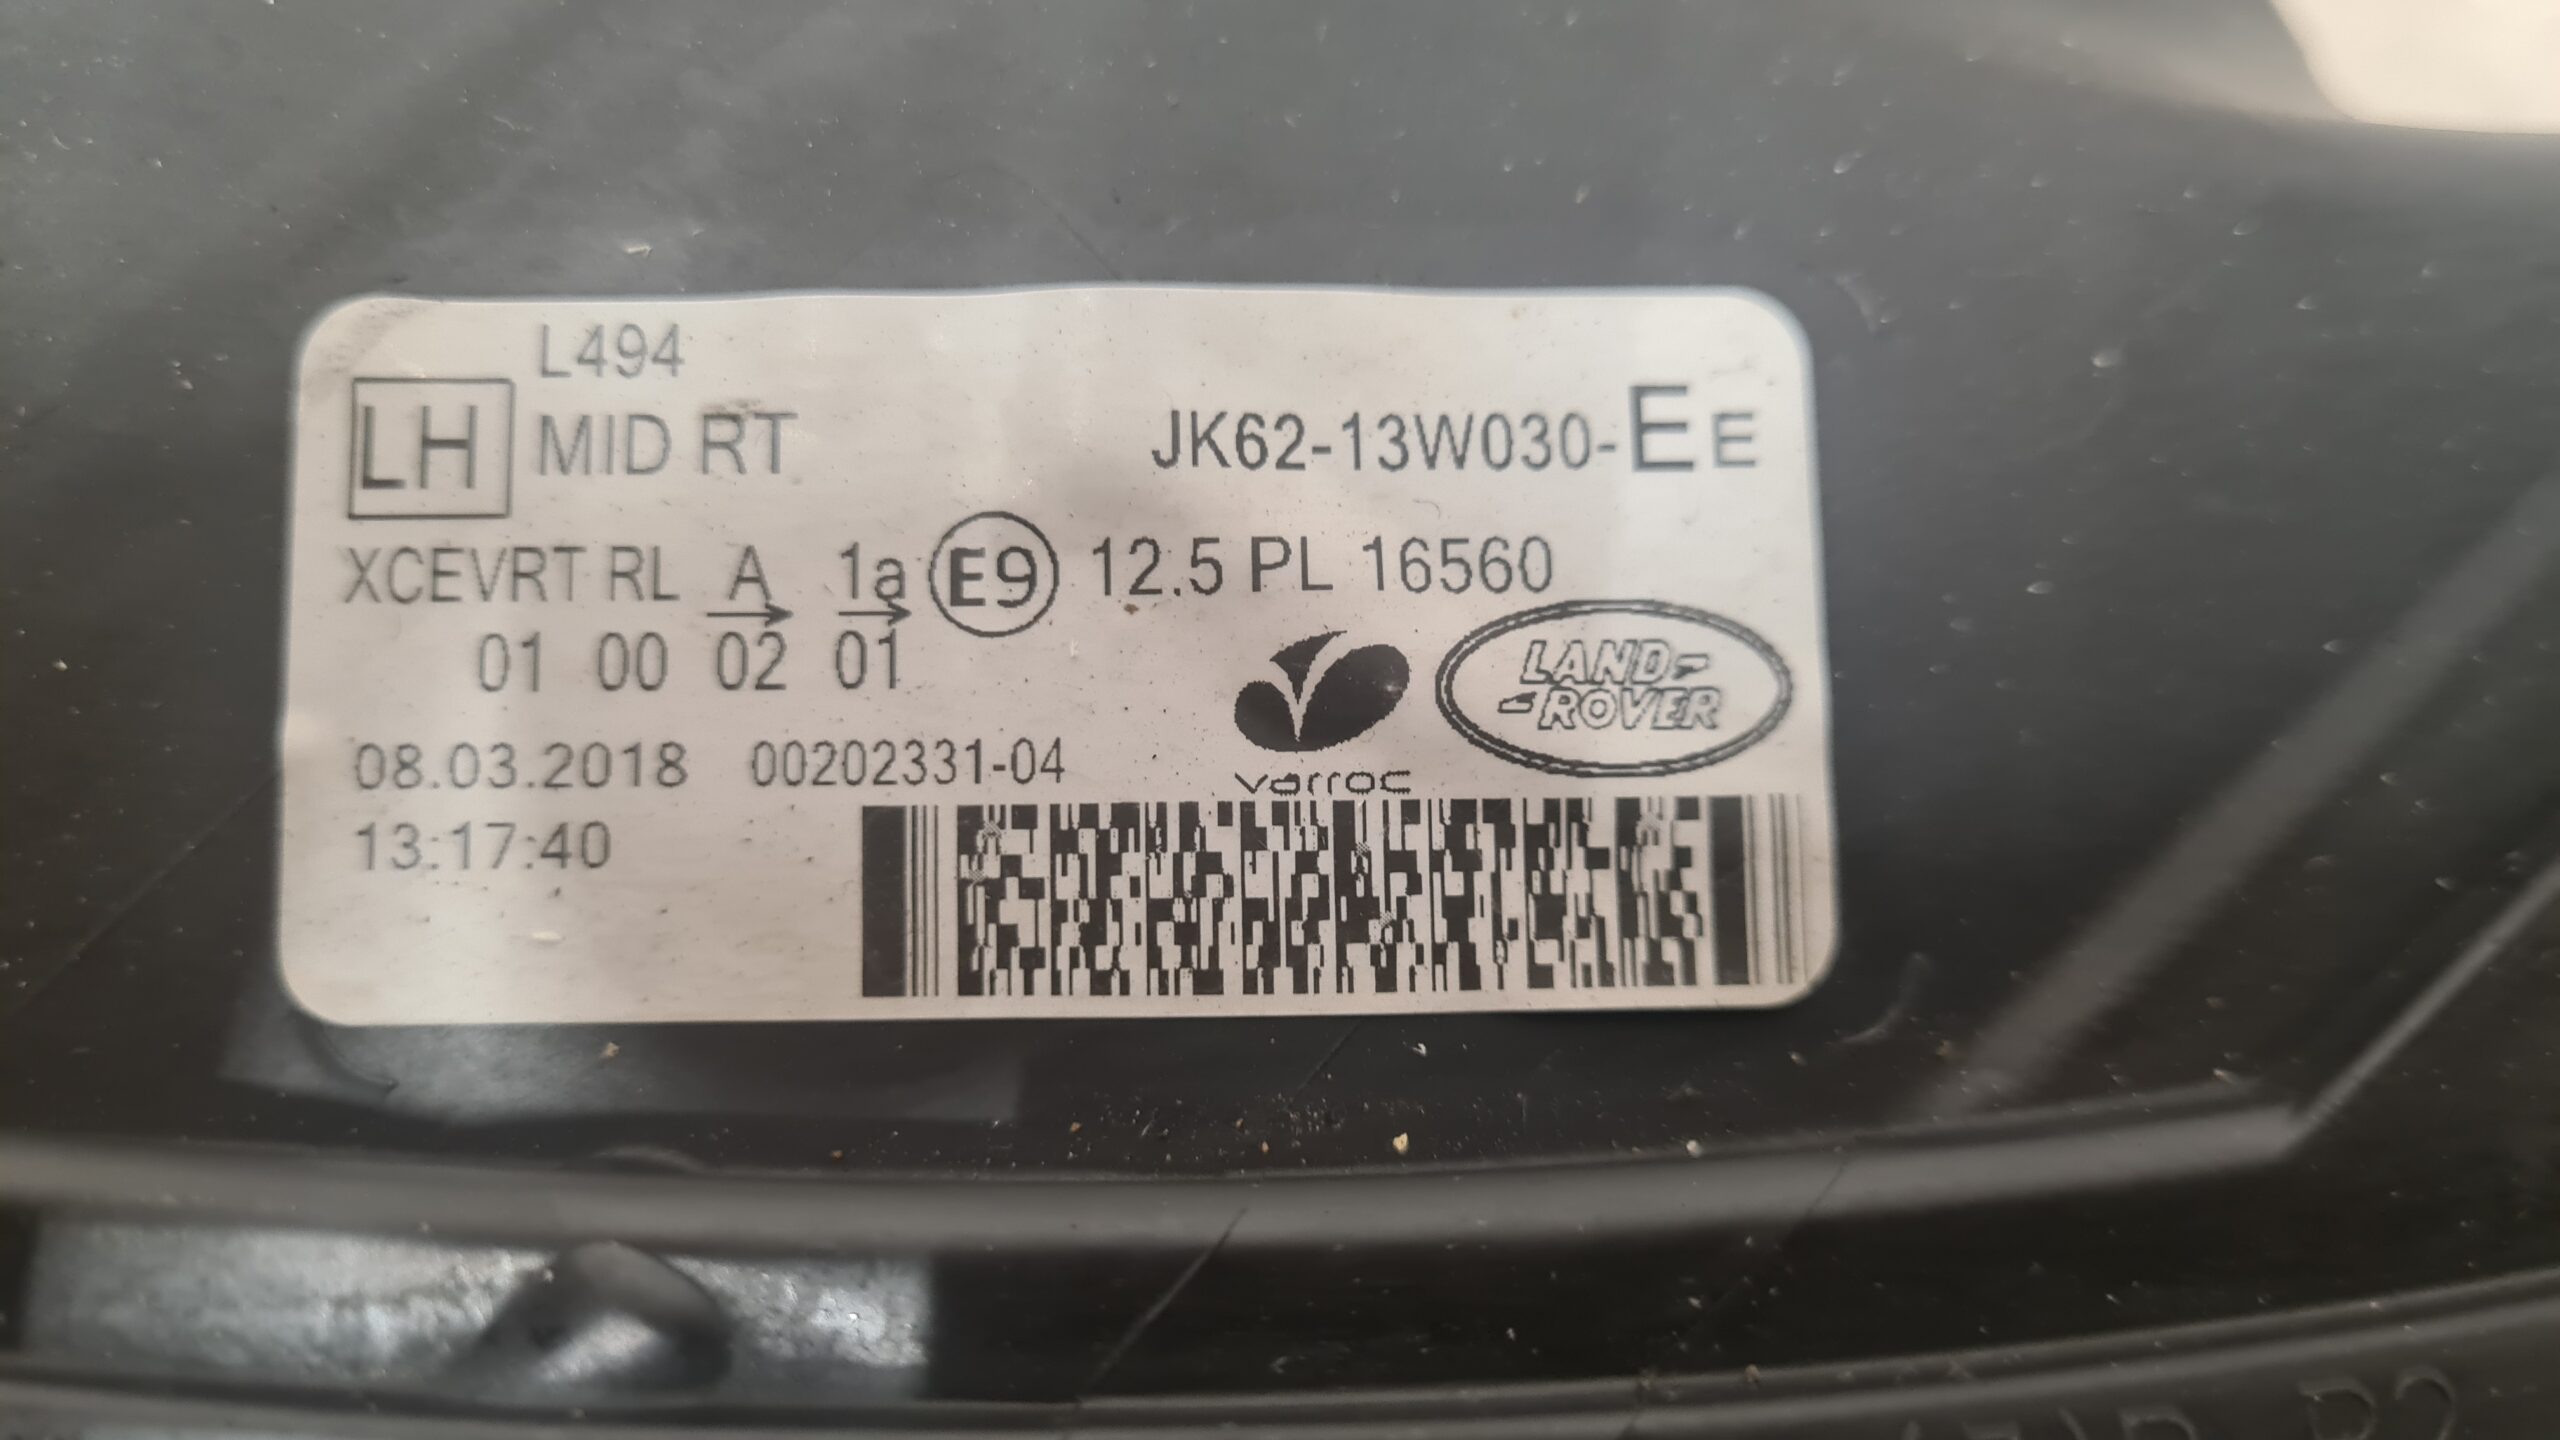 L494
LH MID RT JK62-13W030-EE
XCEVRT RL A 1a E9 12.5 PL 16560
01 00 02 01
LAND
ROVER
08.03.2018 00202331-04
varroc
13:17:40